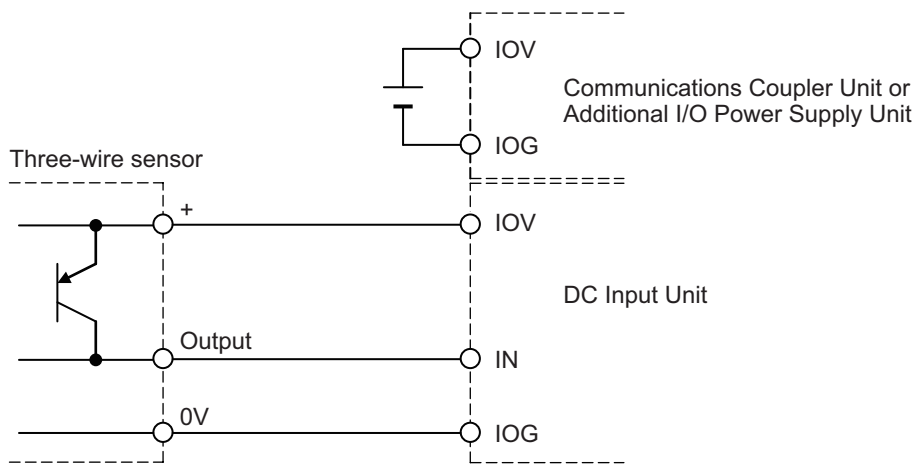 IOV
Communications Coupler Unit or
Additional I/O Power Supply Unit
IOG
Three-wire sensor
+
IOV
DC Input Unit
Output
IN
0V
IOG